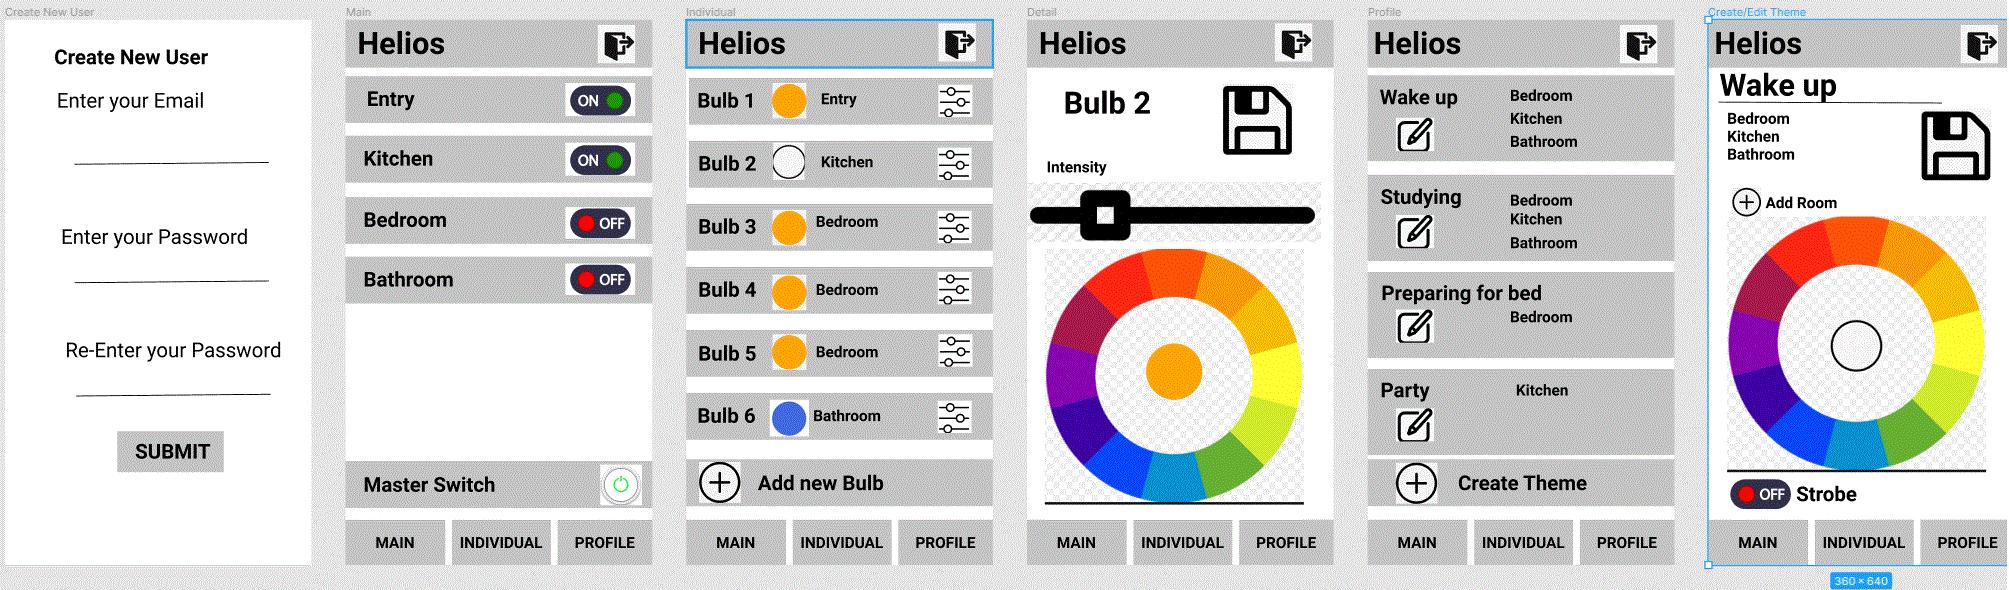 Create New User
Create New User
Enter your Email
Enter your Password
Re-Enter your Password
SUBMIT
Main
Helios
Entry
ON
Kitchen
ON
Bedroom
OFF
Bathroom
OFF
Master Switch
MAIN
INDIVIDUAL
PROFILE
Individual
Helios
Bulb 1
Entry
Bulb 2
Kitchen
Bulb 3
Bedroom
Bulb 4
Bedroom
Bulb 5
Bedroom
Bulb 6
Bathroom
Add new Bulb
MAIN
INDIVIDUAL
PROFILE
Detail
Helios
Bulb 2
Intensity
MAIN
INDIVIDUAL
PROFILE
Profile
Helios
Wake up
Bedroom
Kitchen
Bathroom
Studying
Bedroom
Kitchen
Bathroom
Preparing for bed
Bedroom
Party
Kitchen
Create Theme
MAIN
INDIVIDUAL
PROFILE
Create/Edit Theme
Helios
Wake up
Bedroom
Kitchen
Bathroom
Add Room
OFF
Strobe
MAIN
INDIVIDUAL
PROFILE
360 × 640